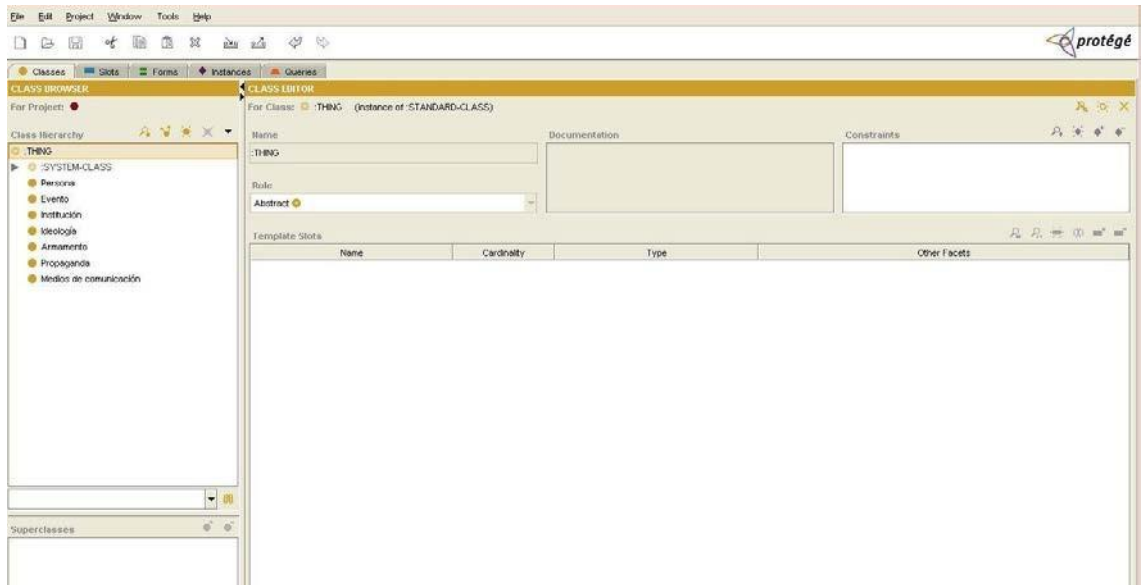 File Edit Project Window Tools Help
protégé
Classes Slots Forms Instances Queries
CLASS BROWSER
CLASS EDITOR
For Project:
For Class: :THING (instance of :STANDARD-CLASS)
Class Hierarchy
Name
Documentation
Constraints
:THING
:THING
:SYSTEM-CLASS
Persona
Role
Evento
Abstract
Institución
Ideología
Template Slots
Armamento
Name Cardinality Type Other Facets
Propaganda
Medios de comunicación
Superclasses